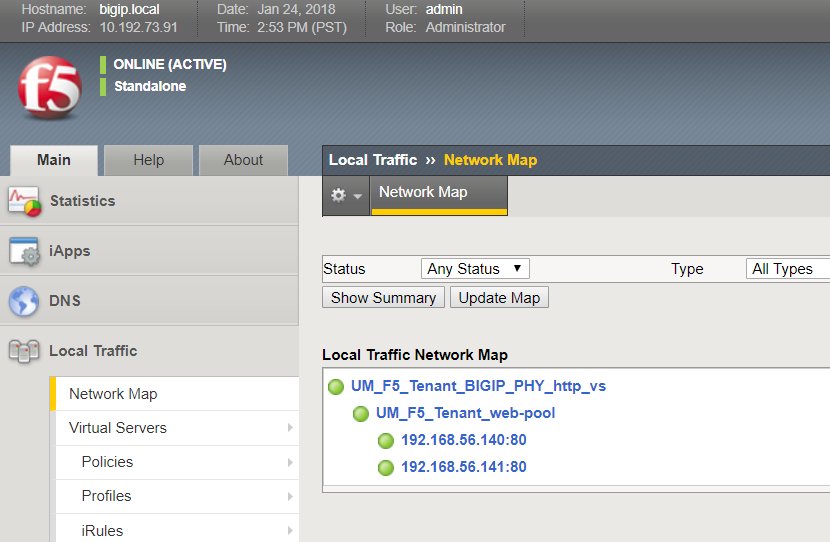 Hostname: bigip.local Date: Jan 24, 2018 User: admin
IP Address: 10.192.73.91 Time: 2:53 PM (PST) Role: Administrator
f5
ONLINE (ACTIVE)
Standalone
Main Help About
Local Traffic ›› Network Map
Network Map
Statistics
iApps
DNS
Local Traffic
Network Map
Virtual Servers
Policies
Profiles
iRules
Status Any Status ▼ Type All Types
Show Summary Update Map
Local Traffic Network Map
UM_F5_Tenant_BIGIP_PHY_http_vs
UM_F5_Tenant_web-pool
192.168.56.140:80
192.168.56.141:80